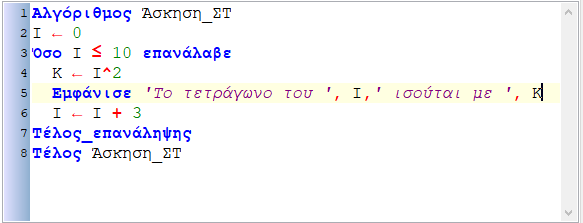 1 Αλγόριθμος Άσκηση_ΣΤ
2 Ι ← 0
3 Όσο Ι ≤ 10 επανάλαβε
4 Κ ← Ι^2
5 Εμφάνισε 'Το τετράγωνο του ', Ι,' ισούται με ', Κ
6 Ι ← Ι + 3
7 Τέλος_επανάληψης
8 Τέλος Άσκηση_ΣΤ